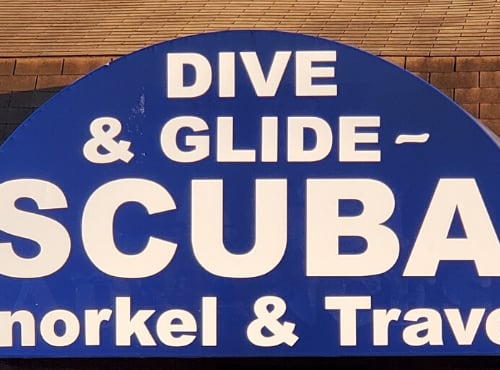 DIVE
& GLIDE~
SCUBA
norkel & Trave